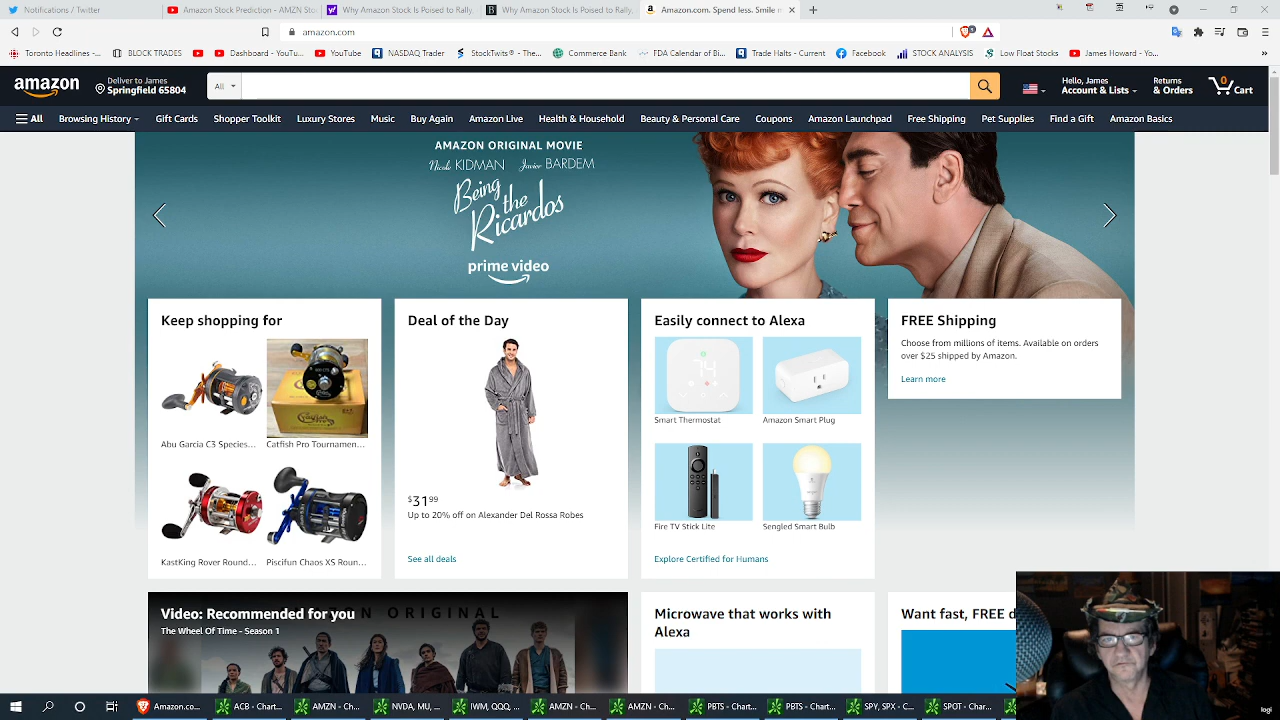 Notifications / Twitter
Amazon Stock Prediction - AMZN Sto
Why Amazon Stock Is Poised to Rally.
Why Amazon Stock Is Poised to Rally,
Amazon.com. Spend less. Smile m
amazon.com
Toronto Headlines -...
BLOCK TRADES
Dashboard - YouTu...
YouTube
NASDAQ Trader
StockTwits® - The...
Commerce Bank
FDA Calendar of Bi...
Trade Halts - Current
Facebook
STOCK ANALYSIS
Low Float Stocks
James Howard - Yo...
amazon
Deliver to James
Springfield 65804
All
Hello, James
Account & Lists
Returns
& Orders
0
Cart
All
Browsing History
Gift Cards
Shopping Toolkit
Luxury Stores
Music
Buy Again
Amazon Live
Health & Household
Beauty & Personal Care
Coupons
Amazon Launchpad
Prime Video
Find a Gift
Pet Supplies
Amazon Basics
AMAZON ORIGINAL MOVIE
Nicole KIDMAN Javier BARDEM
Being
the
Ricardos
prime video
Keep shopping for
Abu Garcia C3 Species...
Catfish Pro Tournamen...
KastKing Rover Round...
Piscifun Chaos XS Roun...
Deal of the Day
$31 99
Up to 20% off on Alexander Del Rossa Robes
See all deals
Easily connect to Alexa
74
Smart Thermostat
Amazon Smart Plug
Fire TV Stick Lite
Sengled Smart Bulb
Explore Certified for Humans
FREE Shipping
Choose from millions of items. Available on orders
over $25 shipped by Amazon.
Learn more
Video: Recommended for you
ORIGINAL
The Wheel Of Time - Season 1
Microwave that works with
Alexa
Want fast, FREE d
Amazon.co...
ACB - Chart...
AMZN - Ch...
NVDA, MU, ...
IWM, QQQ, ...
AMZN - Ch...
AMZN - Ch...
PBTS - Chart...
PBTS - Chart...
SPY, SPX - C...
SPOT - Char...
logi